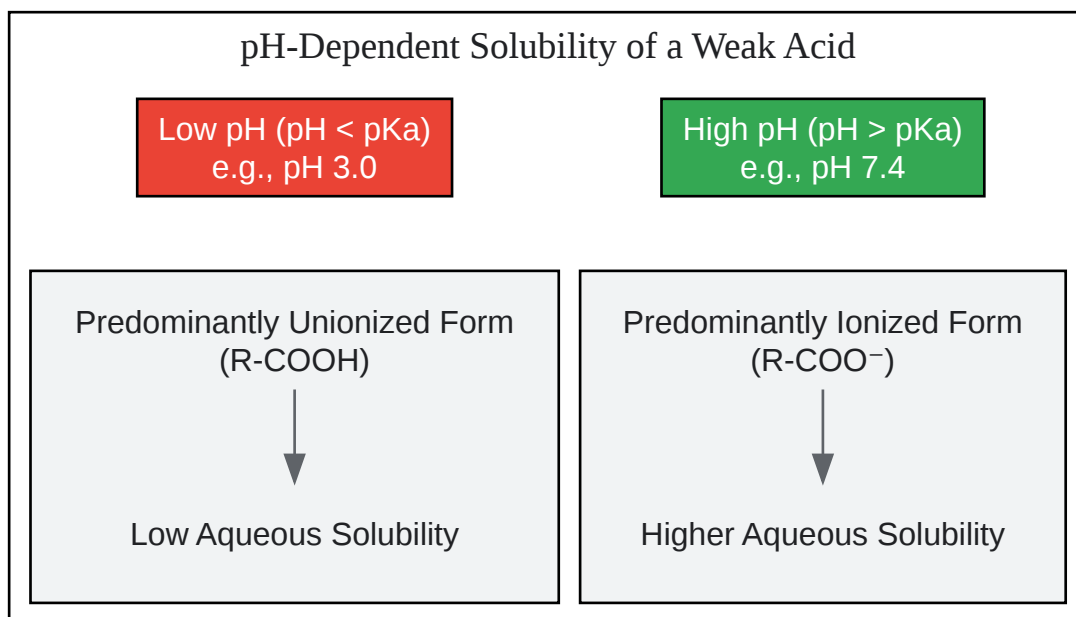 pH-Dependent Solubility of a Weak Acid
Low pH (pH < pKa)
e.g., pH 3.0
High pH (pH > pKa)
e.g., pH 7.4
Predominantly Unionized Form
(R-COOH)
Low Aqueous Solubility
Predominantly Ionized Form
(R-COO⁻)
Higher Aqueous Solubility